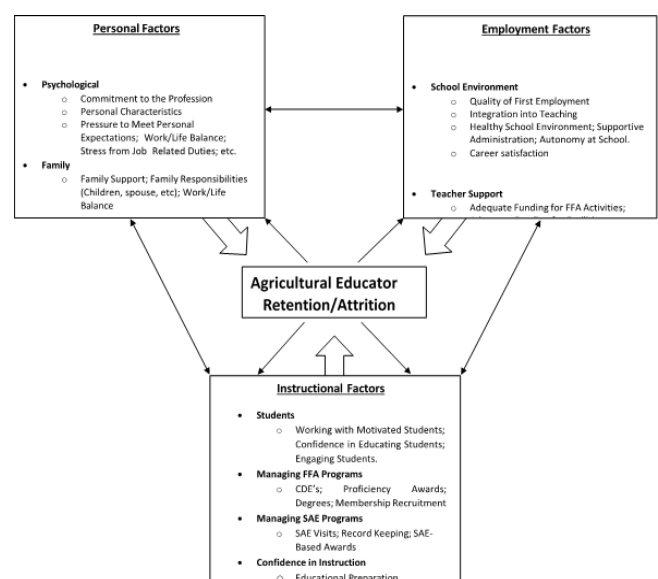 Personal Factors
• Psychological
o Commitment to the Profession
o Personal Characteristics
o Pressure to Meet Personal
Expectations; Work/Life Balance;
Stress from Job Related Duties; etc.
• Family
o Family Support; Family Responsibilities
(Children, spouse, etc); Work/Life
Balance
Employment Factors
• School Environment
o Quality of First Employment
o Integration into Teaching
o Healthy School Environment; Supportive
Administration; Autonomy at School.
o Career satisfaction
• Teacher Support
o Adequate Funding for FFA Activities;
Agricultural Educator
Retention/Attrition
Instructional Factors
• Students
o Working with Motivated Students;
Confidence in Educating Students;
Engaging Students.
• Managing FFA Programs
o CDE's; Proficiency Awards;
Degrees; Membership Recruitment
• Managing SAE Programs
o SAE Visits; Record Keeping; SAE-
Based Awards
• Confidence in Instruction
o Educational Preparation